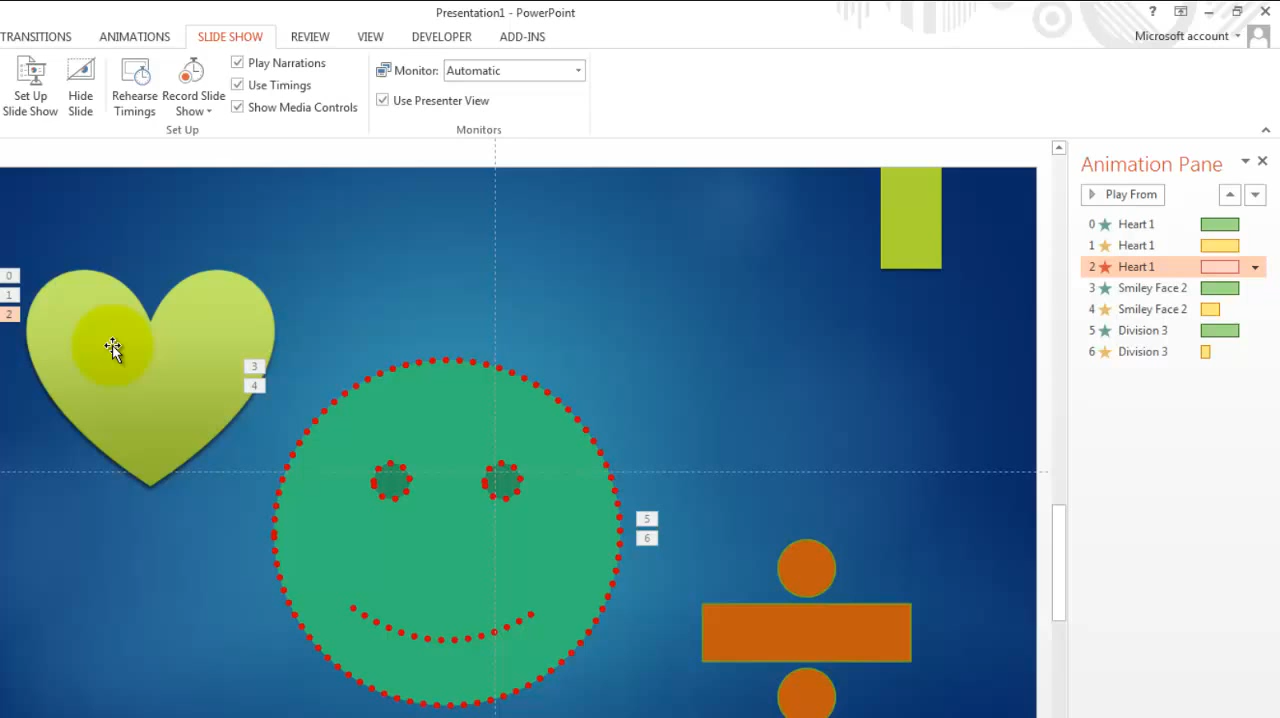 Presentation1 - PowerPoint
?
TRANSITIONS ANIMATIONS SLIDE SHOW REVIEW VIEW DEVELOPER ADD-INS
Microsoft account
Set Up Slide Show
Hide Slide
Rehearse Timings
Record Slide Show
Play Narrations
Use Timings
Show Media Controls
Set Up
Monitor: Automatic
Use Presenter View
Monitors
Animation Pane
Play From
0 Heart 1
1 Heart 1
2 Heart 1
3 Smiley Face 2
4 Smiley Face 2
5 Division 3
6 Division 3
0
1
2
3
4
5
6